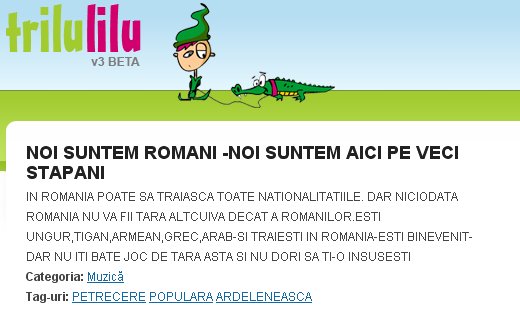 trilulilu
v3 BETA
NOI SUNTEM ROMANI -NOI SUNTEM AICI PE VECI
STAPANI
IN ROMANIA POATE SA TRAIASCA TOATE NATIONALITATIILE. DAR NICIODATA
ROMANIA NU VA FII TARA ALTCUIVA DECAT A ROMANILOR.ESTI
UNGUR,TIGAN,ARMEAN,GREC,ARAB-SI TRAIESTI IN ROMANIA-ESTI BINEVENIT-
DAR NU ITI BATE JOC DE TARA ASTA SI NU DORI SA TI-O INSUSESTI
Categoria: Muzică
Tag-uri: PETRECERE POPULARA ARDELENEASCA